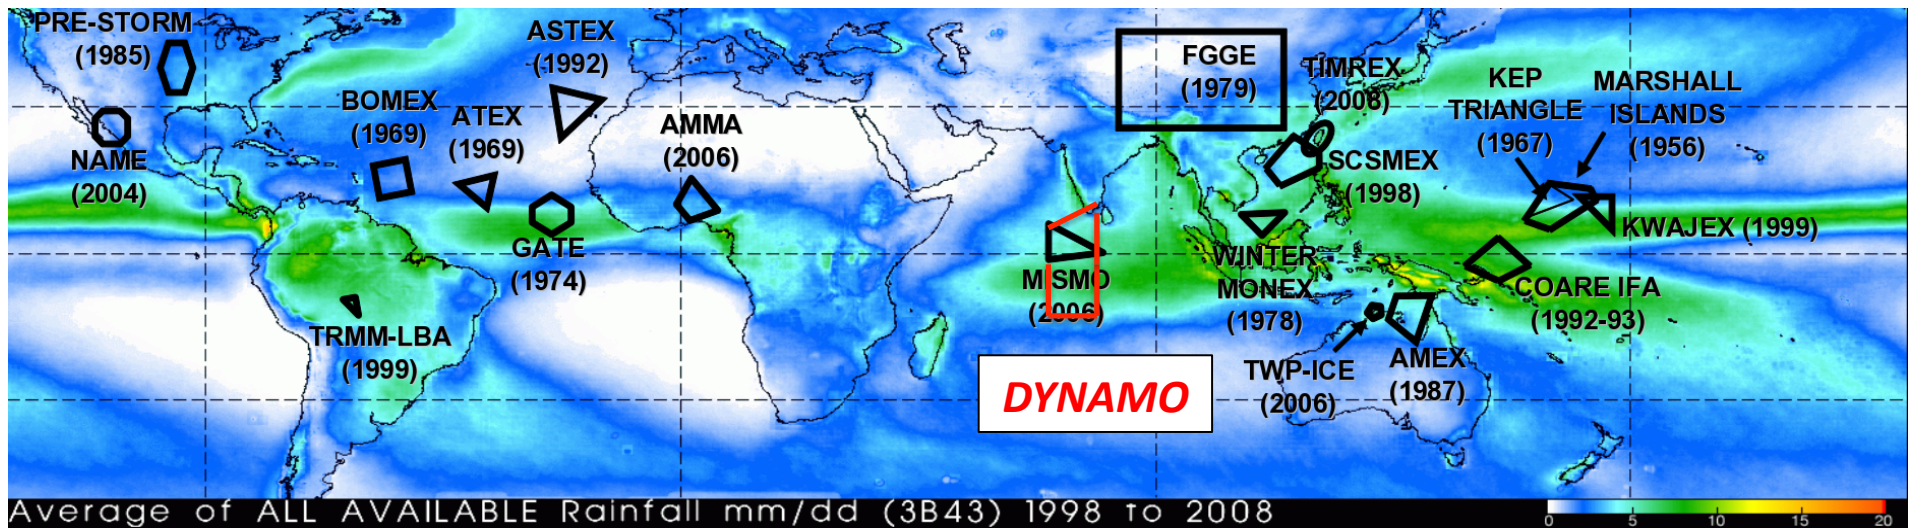 PRE-STORM
(1985)
NAME
(2004)
BOMEX
(1969)
ATEX
(1969)
ASTEX
(1992)
AMMA
(2006)
GATE
(1974)
TRMM-LBA
(1999)
FGGE
(1979)
TIMREX
(2008)
SCSMEX
(1998)
KEP
TRIANGLE
(1967)
MARSHALL
ISLANDS
(1956)
KWAJEX (1999)
MISMO
(2006)
WINTER
MONEX
(1978)
COARE IFA
(1992-93)
TWP-ICE
(2006)
AMEX
(1987)
DYNAMO
Average of ALL AVAILABLE Rainfall mm/dd (3B43) 1998 to 2008
0 5 10 15 20